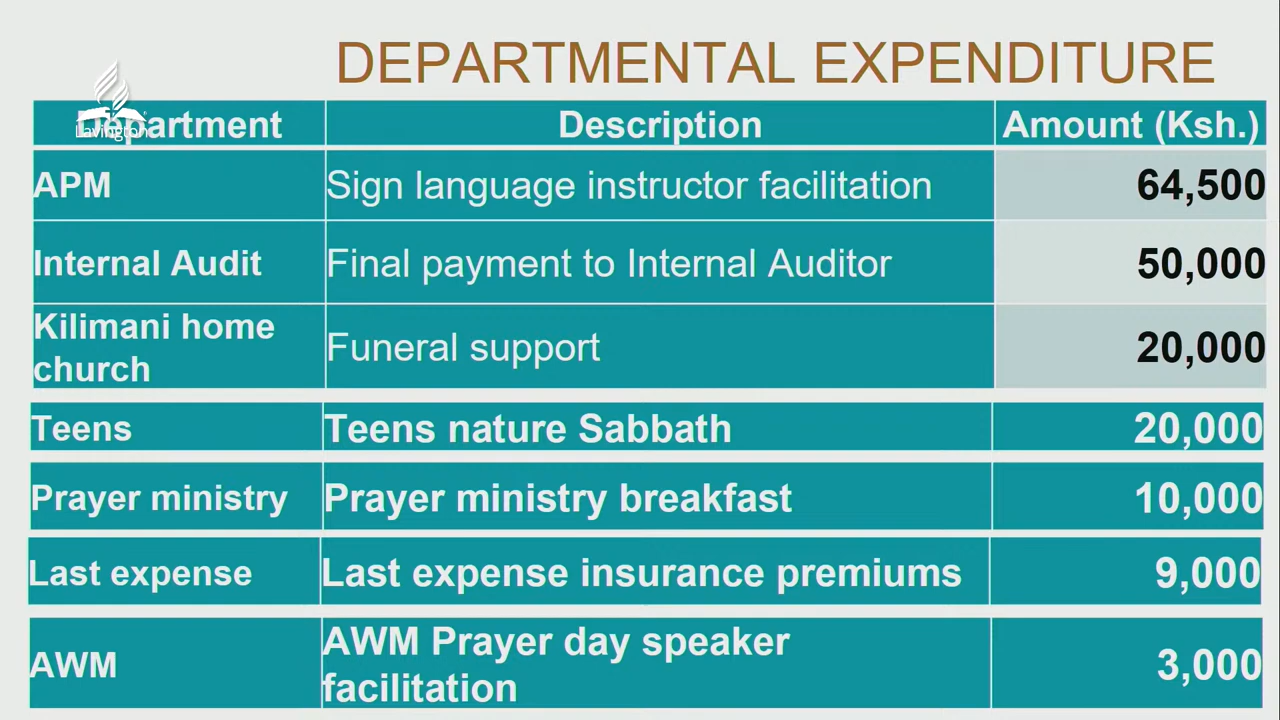 DEPARTMENTAL EXPENDITURE
Lavington
Department Description Amount (Ksh.)
APM Sign language instructor facilitation 64,500
Internal Audit Final payment to Internal Auditor 50,000
Kilimani home
church Funeral support 20,000
Teens Teens nature Sabbath 20,000
Prayer ministry Prayer ministry breakfast 10,000
Last expense Last expense insurance premiums 9,000
AWM AWM Prayer day speaker
facilitation 3,000